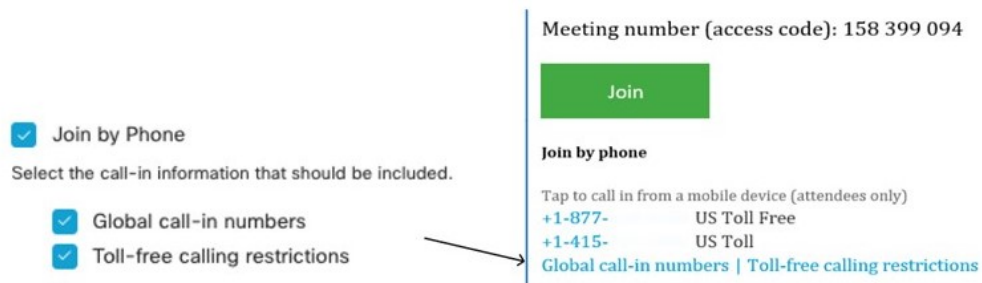 Join by Phone
Select the call-in information that should be included.
Global call-in numbers
Toll-free calling restrictions
Meeting number (access code): 158 399 094
Join
Join by phone
Tap to call in from a mobile device (attendees only)
+1-877- US Toll Free
+1-415- US Toll
Global call-in numbers | Toll-free calling restrictions